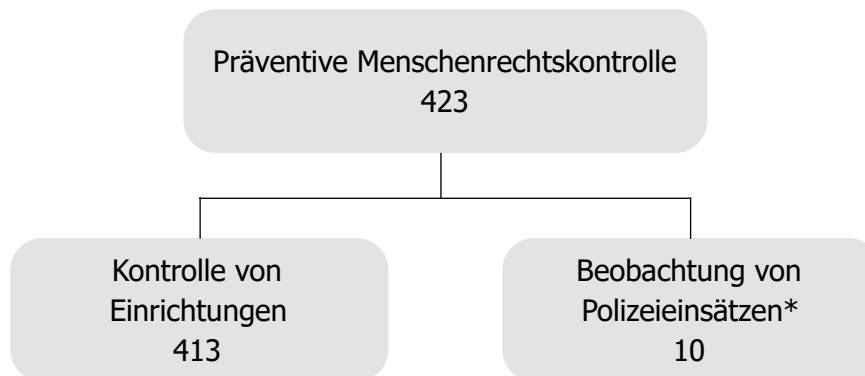 Präventive Menschenrechtskontrolle
423
Kontrolle von
Einrichtungen
413
Beobachtung von
Polizeieinsätzen*
10